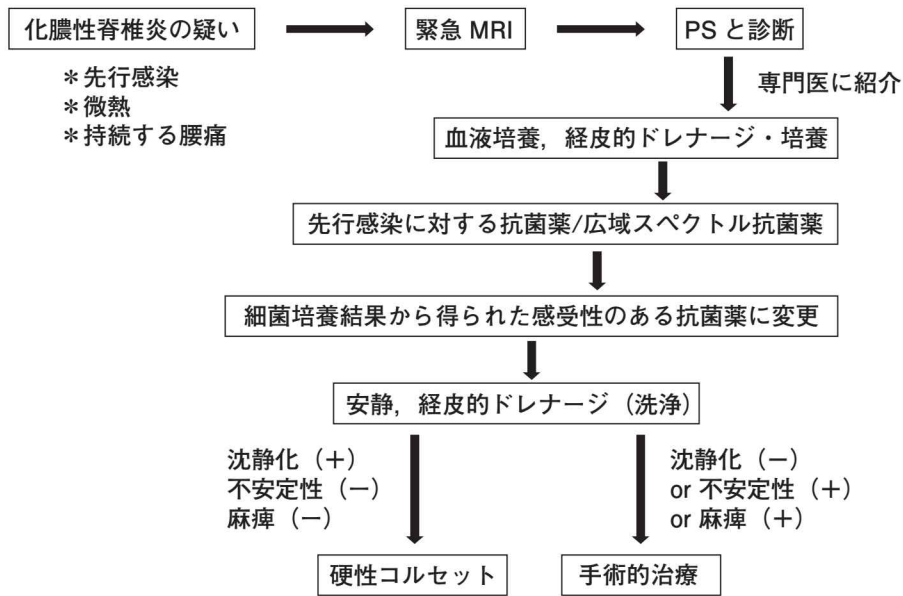 化膿性脊椎炎の疑い
緊急 MRI
PS と診断
＊先行感染
＊微熱
＊持続する腰痛
専門医に紹介
血液培養，経皮的ドレナージ・培養
先行感染に対する抗菌薬/広域スペクトル抗菌薬
細菌培養結果から得られた感受性のある抗菌薬に変更
安静，経皮的ドレナージ（洗浄）
沈静化（＋）
不安定性（－）
麻痺（－）
沈静化（－）
or 不安定性（＋）
or 麻痺（＋）
硬性コルセット
手術的治療